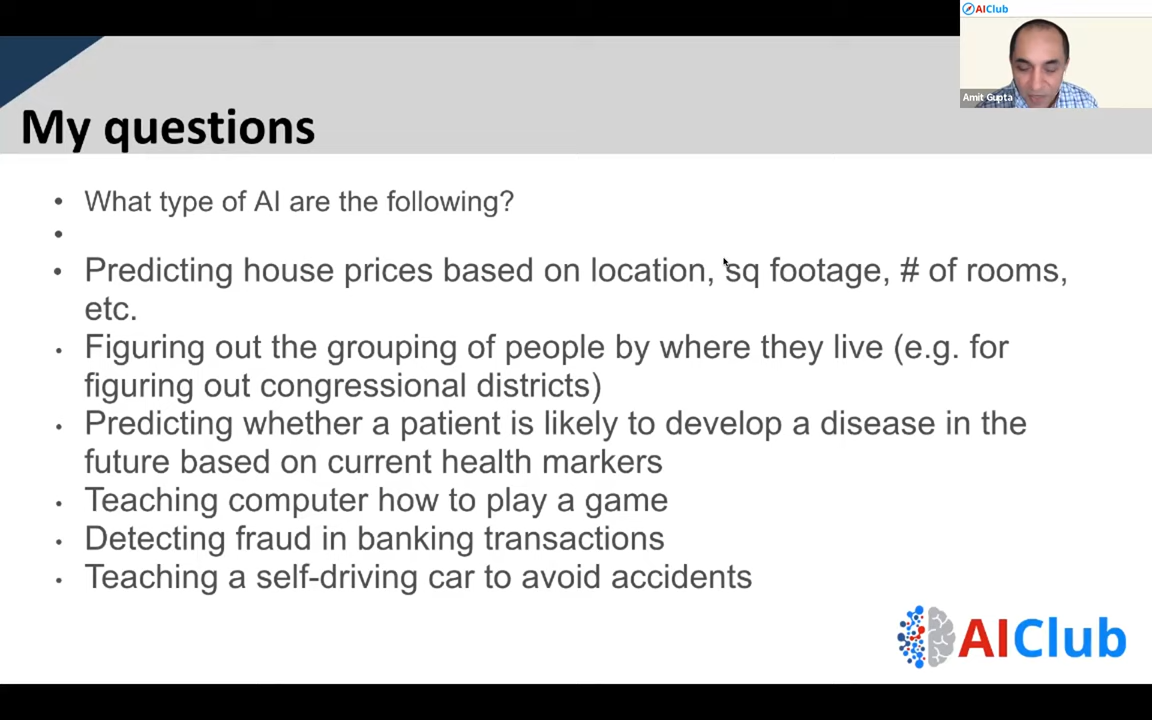 AIClub
Amit Gupta
My questions
• What type of AI are the following?
•
• Predicting house prices based on location, sq footage, # of rooms,
etc.
• Figuring out the grouping of people by where they live (e.g. for
figuring out congressional districts)
• Predicting whether a patient is likely to develop a disease in the
future based on current health markers
• Teaching computer how to play a game
• Detecting fraud in banking transactions
• Teaching a self-driving car to avoid accidents
AIClub